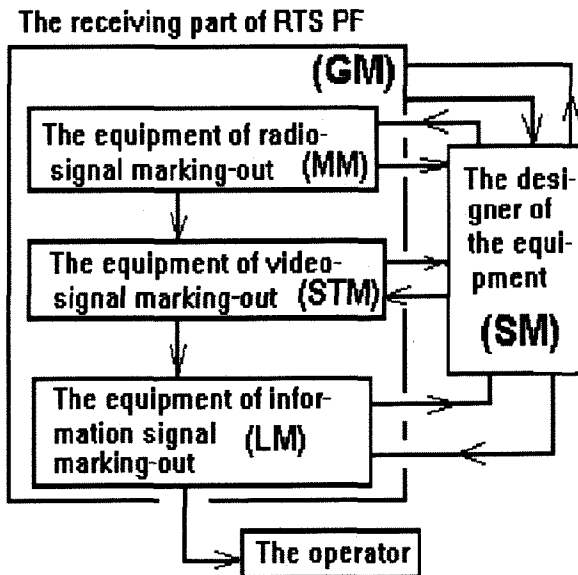 The receiving part of RTS PF
(GM)
The equipment of radio-
signal marking-out (MM)
The desi-
gner of
the equi-
pment
(SM)
The equipment of video-
signal marking-out (STM)
The equipment of infor-
mation signal (LM)
marking-out
The operator